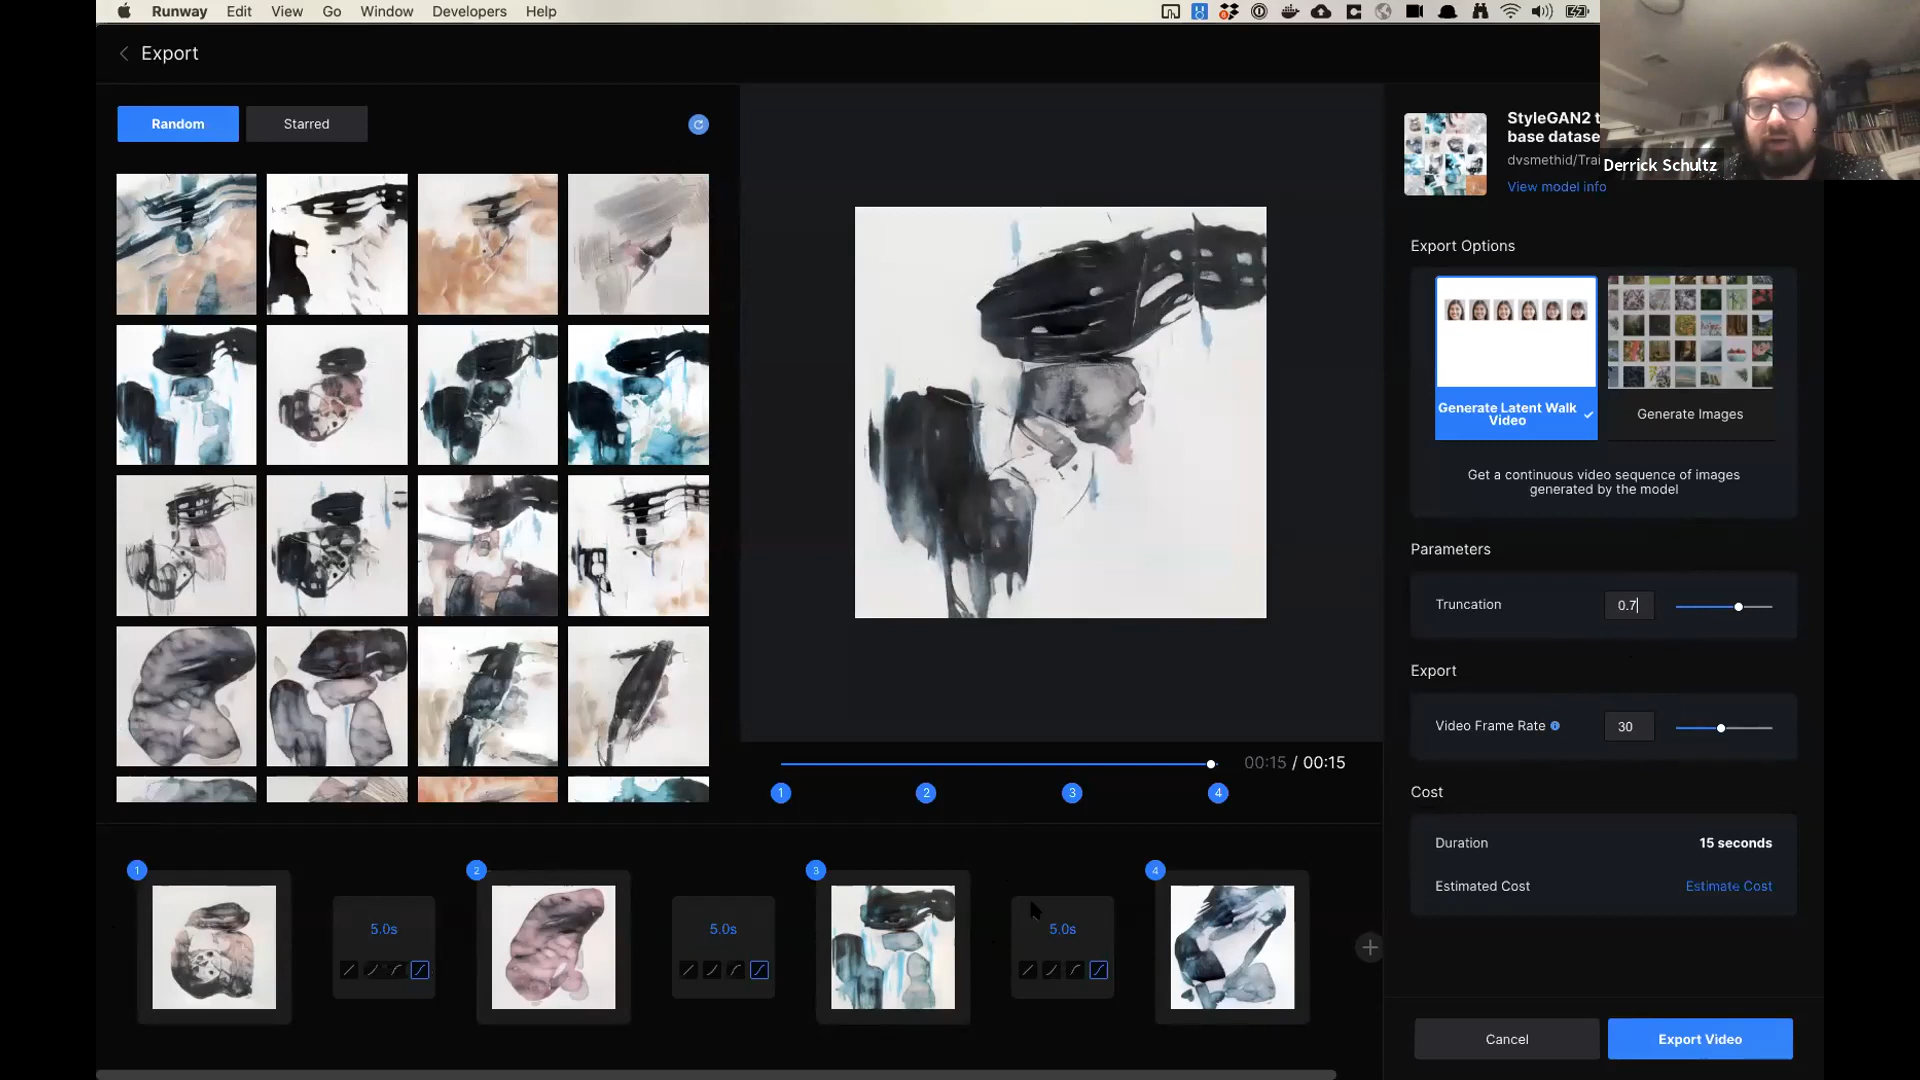 Runway Edit View Go Window Developers Help
Export
Random Starred
StyleGAN2 t
base datase
dvsmethid/Trai
View model info
Derrick Schultz
Export Options
Generate Latent Walk
Video
Generate Images
Get a continuous video sequence of images
generated by the model
Parameters
Truncation 0.7
Export
Video Frame Rate 30
00:15 / 00:15
1 2 3 4
Cost
Duration 15 seconds
Estimated Cost Estimate Cost
1 2 3 4
5.0s 5.0s 5.0s
Cancel Export Video